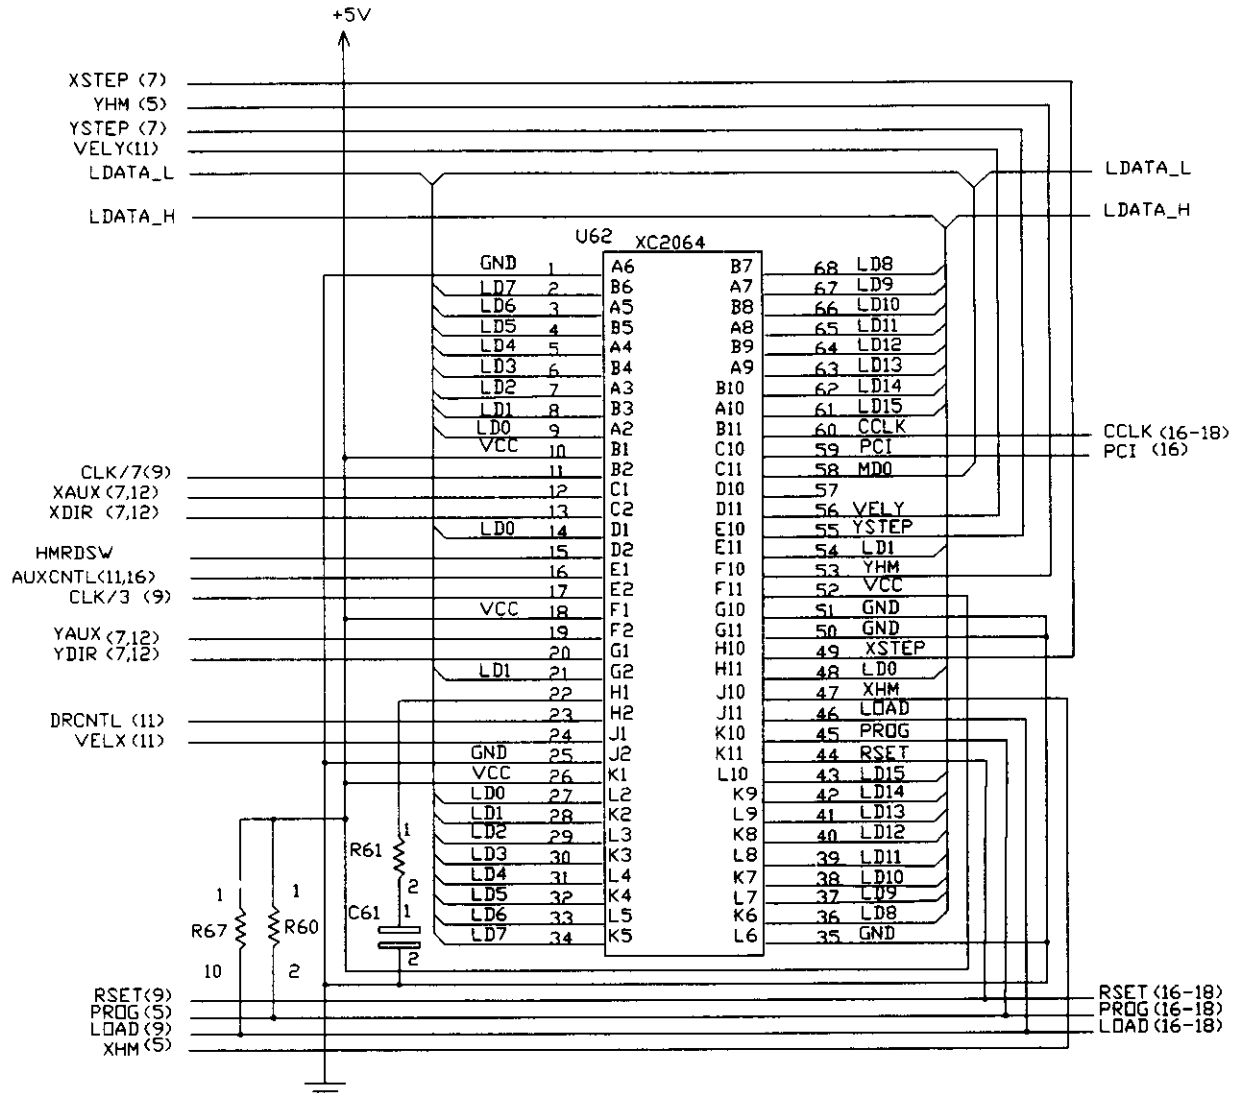 +5V
XSTEP (7)
YHM (5)
YSTEP (7)
VELY(11)
LDATA_L LDATA_L
LDATA_H LDATA_H
U62 XC2064
GND 1 A6 B7 68 LD8
LD7 2 B6 A7 67 LD9
LD6 3 A5 B8 66 LD10
LD5 4 B5 A8 65 LD11
LD4 5 A4 B9 64 LD12
LD3 6 B4 A9 63 LD13
LD2 7 A3 B10 62 LD14
LD1 8 B3 A10 61 LD15
LD0 9 A2 B11 60 CCLK CCLK (16-18)
VCC 10 B1 C10 59 PCI PCI (16)
CLK/7(9) 11 B2 C11 58 MD0
XAUX (7,12) 12 C1 D10 57
XDIR (7,12) 13 C2 D11 56 VELY
LD0 14 D1 E10 55 YSTEP
HMRDSW 15 D2 E11 54 LD1
AUXCNTL(11,16) 16 E1 F10 53 YHM
CLK/3 (9) 17 E2 F11 52 VCC
VCC 18 F1 G10 51 GND
YAUX (7,12) 19 F2 G11 50 GND
YDIR (7,12) 20 G1 H10 49 XSTEP
LD1 21 G2 H11 48 LD0
22 H1 J10 47 XHM
DRCNTL (11) 23 H2 J11 46 LOAD
VELX (11) 24 J1 K10 45 PROG
GND 25 J2 K11 44 RSET
VCC 26 K1 L10 43 LD15
LD0 27 L2 K9 42 LD14
LD1 28 K2 L9 41 LD13
LD2 29 L3 K8 40 LD12
LD3 30 K3 L8 39 LD11
LD4 31 L4 K7 38 LD10
LD5 32 K4 L7 37 LD9
LD6 33 L5 K6 36 LD8
LD7 34 K5 L6 35 GND
1
R61
2
1
C61
2
1 1
R67 R60
10 2
RSET(9) RSET (16-18)
PROG (5) PROG (16-18)
LOAD (9) LOAD (16-18)
XHM (5)